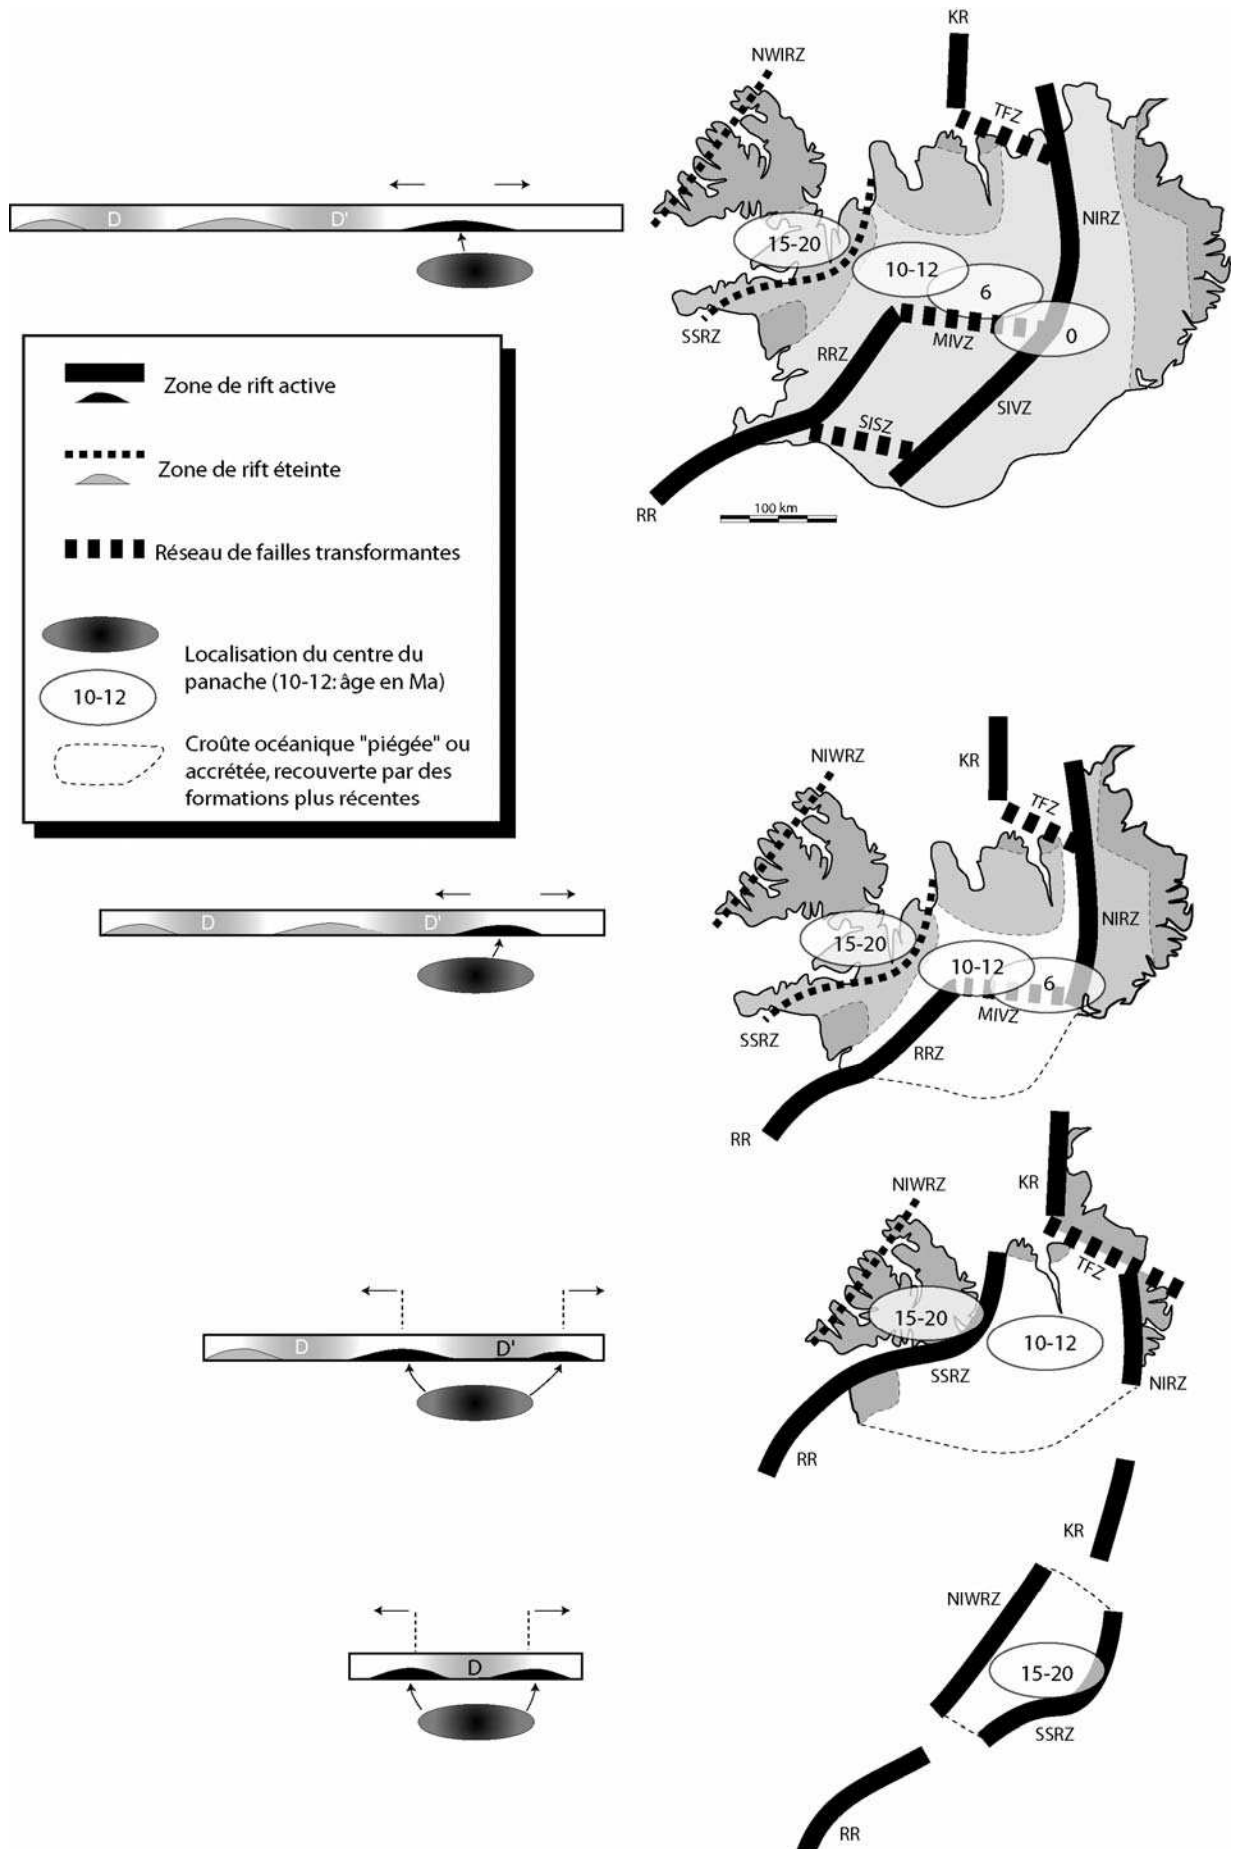 KR
NWIRZ
TFZ
D
D'
NIRZ
15-20
10-12
6
0
SSRZ
MIVZ
RRZ
SIVZ
SISZ
RR
100 km
Zone de rift active
Zone de rift éteinte
Réseau de failles transformantes
Localisation du centre du
panache (10-12: âge en Ma)
10-12
Croûte océanique "piégée" ou
accrétée, recouverte par des
formations plus récentes
KR
NIWRZ
TFZ
D
D'
NIRZ
15-20
10-12
6
MIVZ
SSRZ
RRZ
RR
KR
NIWRZ
TFZ
D
D'
15-20
10-12
SSRZ
NIRZ
RR
KR
NIWRZ
D
15-20
SSRZ
RR